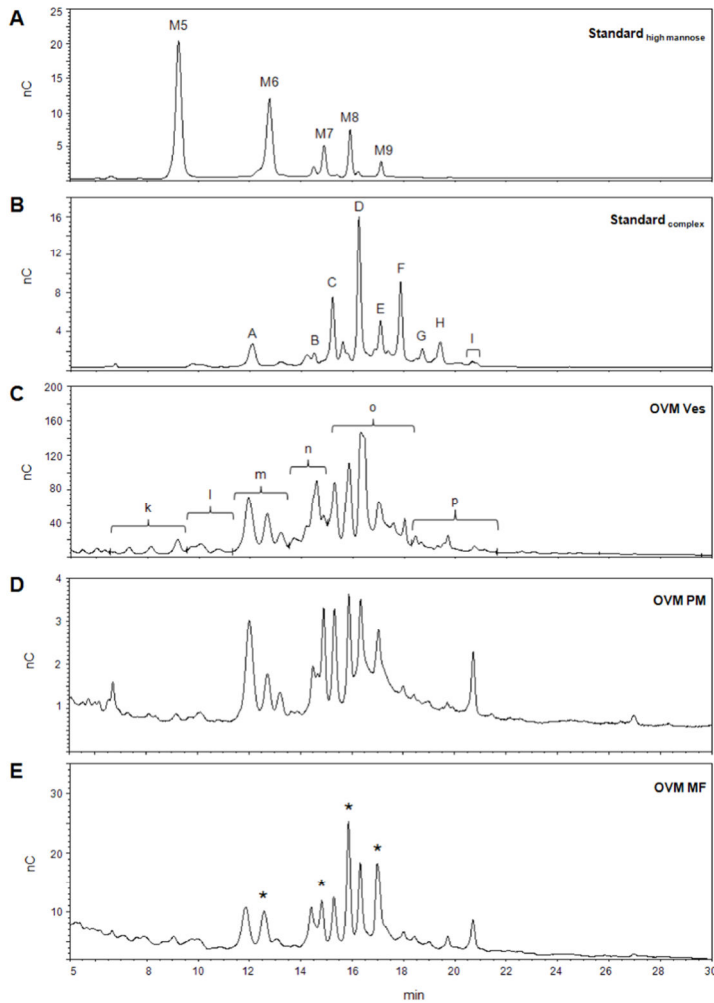 A
25
20
15
10
5
nC
M5
M6
M7
M8
M9
Standard high mannose
B
16
12
8
4
nC
A
B
C
D
E
F
G
H
I
Standard complex
C
200
160
120
80
40
nC
k
l
m
n
o
p
OVM Ves
D
4
3
2
1
nC
OVM PM
E
30
20
10
nC
*
*
*
*
OVM MF
5 8 10 12 14 16 18 20 22 24 26 28 30
min